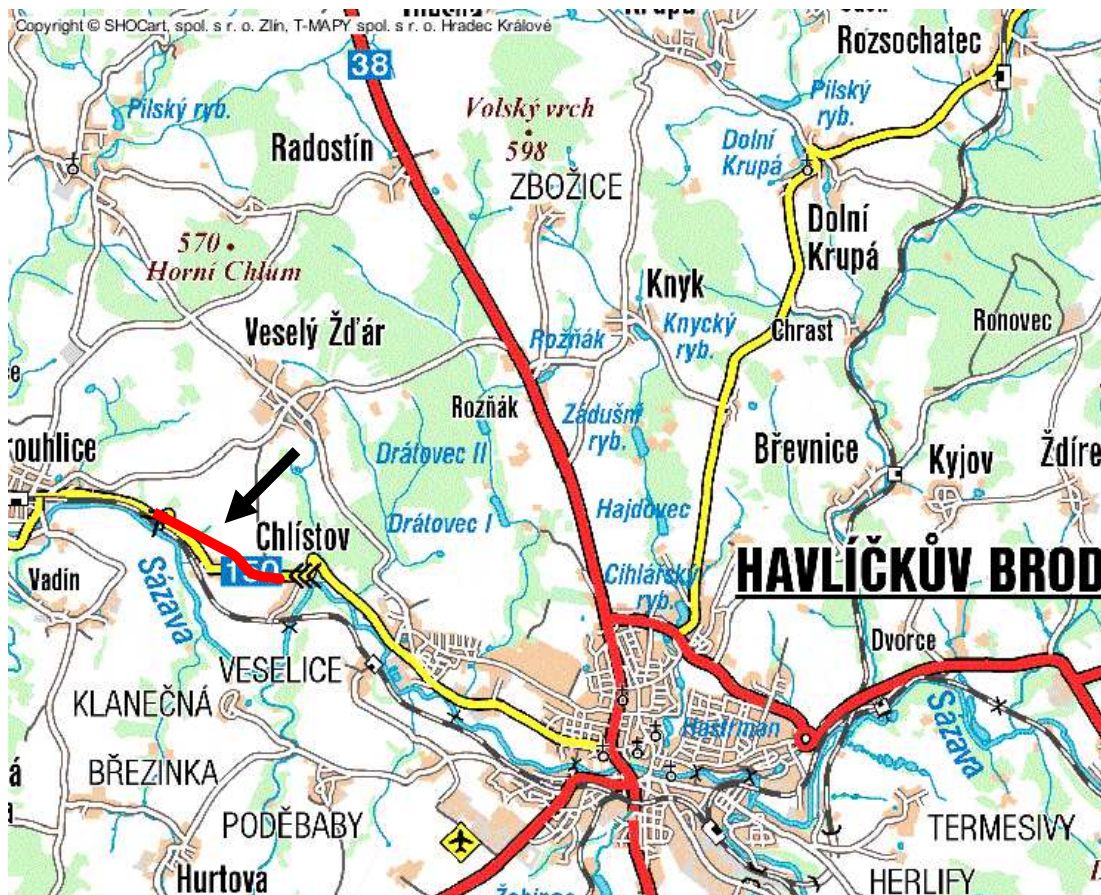 Copyright © SHOCart, spol. s r. o. Zlín, T-MAPY spol. s r. o. Hradec Králové
Krupá
Rozsochatec
38
Pilský ryb.
Volský vrch
598
Pilský
ryb.
Radostín
ZBOŽICE
Dolní
Krupá
Dolní
Krupá
570
Horní Chlum
Knyk
Veselý Žďár
Rožňák
Knycký
ryb.
Chrast
Ronovec
Rozňák
Zádušní
ryb.
ouhlice
Drátovec II
Břevnice
Kyjov
Ždíre
Drátovec I
Hajdovec
Chlístov
150
Cihlářský
ryb.
HAVLÍČKŮV BROD
Vadín
Sázava
Dvorce
VESELICE
KLANEČNÁ
Hastrman
Sázava
BŘEZINKA
PODĚBABY
TERMESIVY
Hurtova
HERLIFY